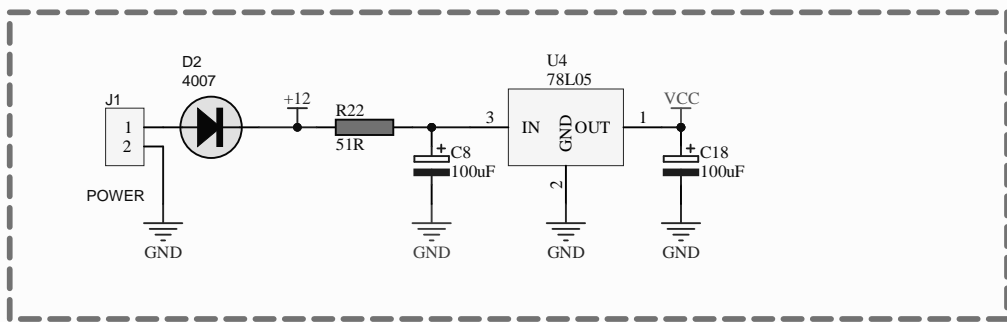 D2
4007
J1
1
2
POWER
GND
+12
R22
51R
C8
100uF
GND
U4
78L05
3
IN
GND
OUT
1
2
GND
VCC
C18
100uF
GND